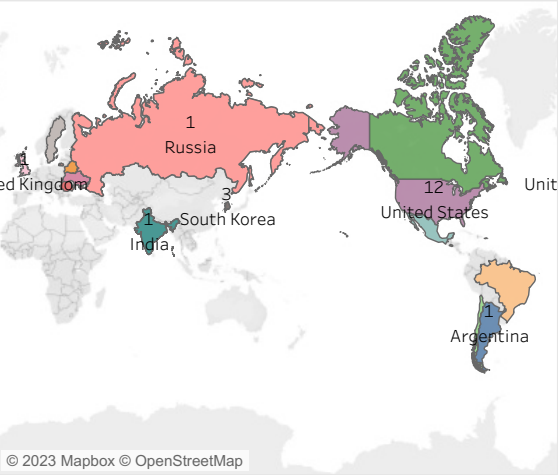 1
Russia
1
ed Kingdom
12
United States
Unit
3
South Korea
1
India
1
Argentina
© 2023 Mapbox © OpenStreetMap